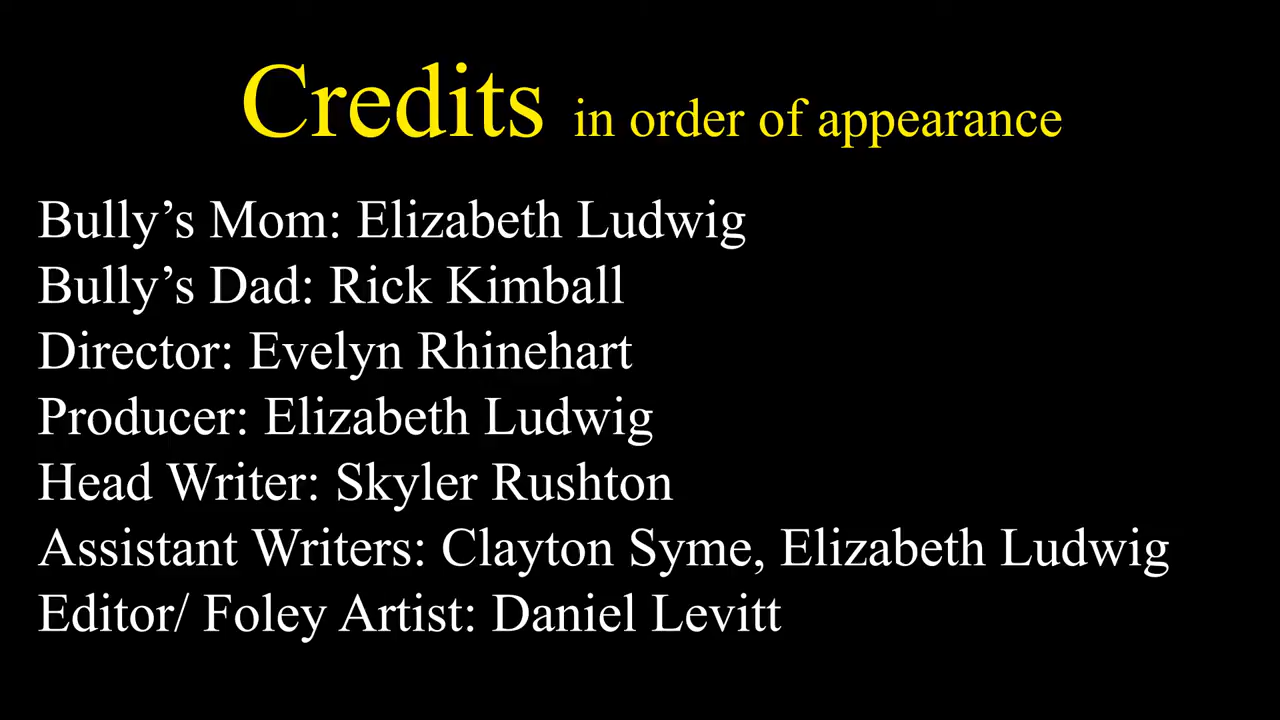 Credits in order of appearance
Bully’s Mom: Elizabeth Ludwig
Bully’s Dad: Rick Kimball
Director: Evelyn Rhinehart
Producer: Elizabeth Ludwig
Head Writer: Skyler Rushton
Assistant Writers: Clayton Syme, Elizabeth Ludwig
Editor/ Foley Artist: Daniel Levitt